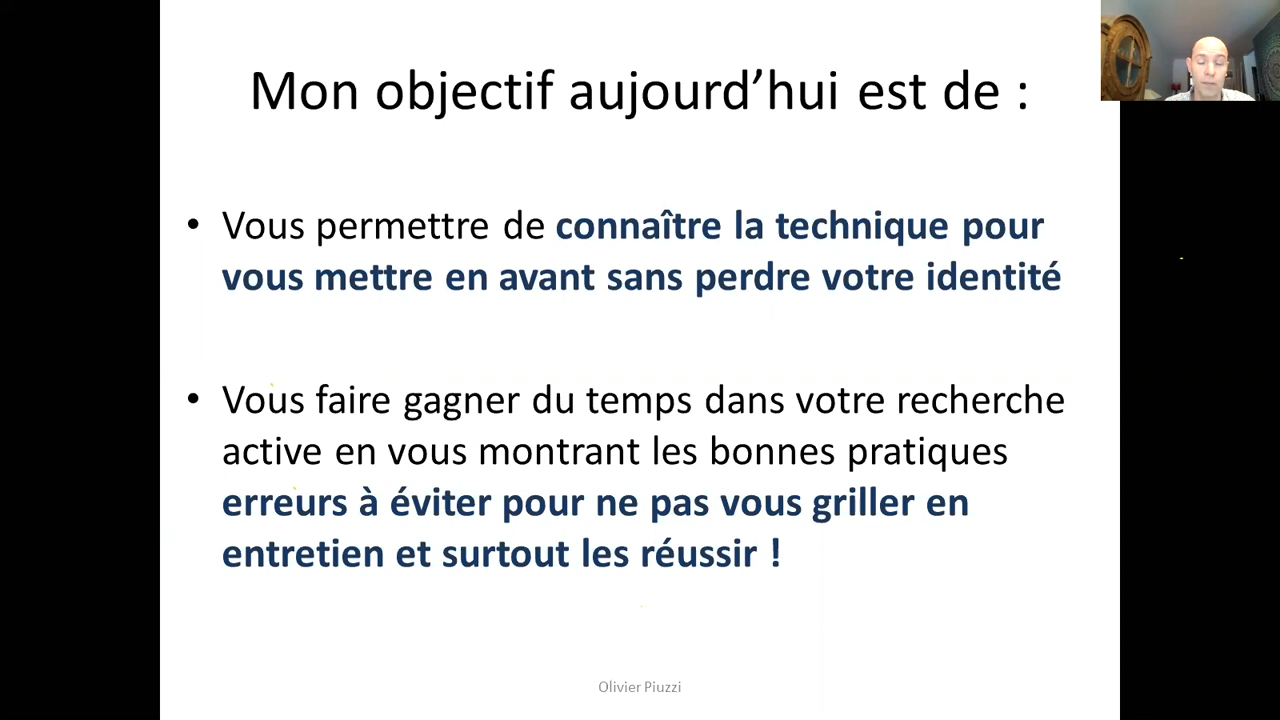 Mon objectif aujourd’hui est de :
• Vous permettre de connaître la technique pour
vous mettre en avant sans perdre votre identité
• Vous faire gagner du temps dans votre recherche
active en vous montrant les bonnes pratiques
erreurs à éviter pour ne pas vous griller en
entretien et surtout les réussir !
Olivier Piuzzi